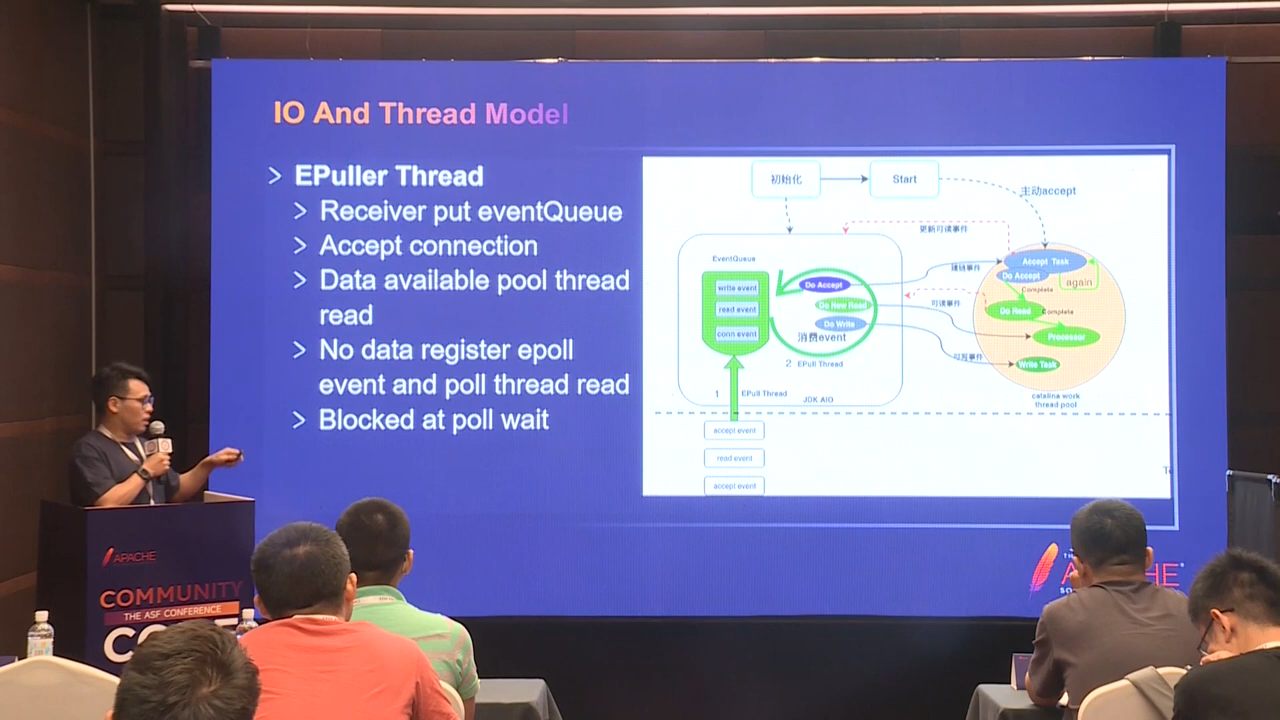 IO And Thread Model
> EPuller Thread
> Receiver put eventQueue
> Accept connection
> Data available pool thread
read
> No data register epoll
event and poll thread read
> Blocked at poll wait
初始化
Start
主动accept
更新可读事件
EventQueue
write event
read event
conn event
Do Accept
Do New Read
Do Write
消费event
2 EPull Thread
1 EPull Thread
JDK AIO
建链事件
可读事件
可写事件
Accept Task
Do Accept
again
Complete
Do Read
Complete
Processor
Write Task
catalina work
thread pool
accept event
read event
accept event
APACHE
COMMUNITY
THE ASF CONFERENCE